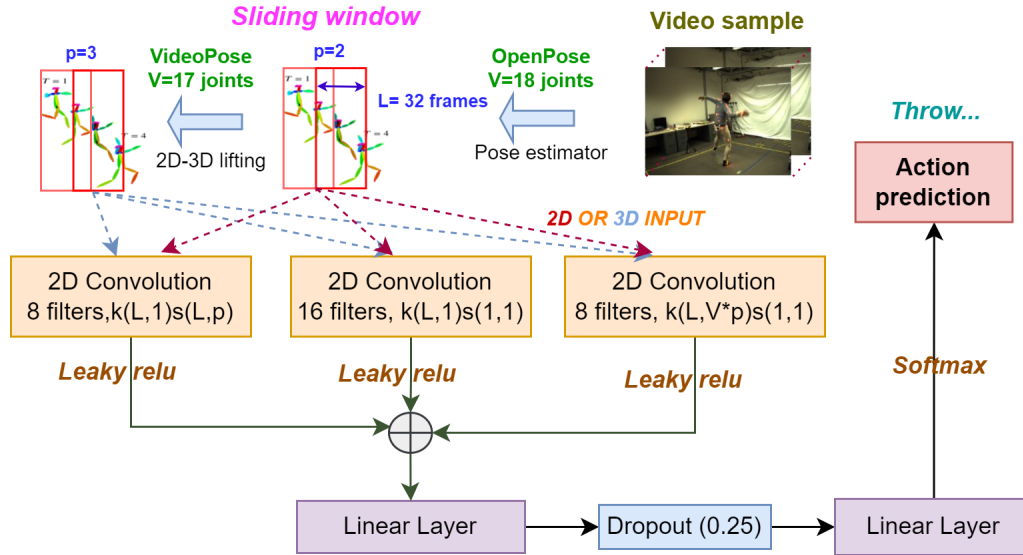 Sliding window
Video sample
p=3
VideoPose
V=17 joints
p=2
OpenPose
V=18 joints
T = 1
T = 4
T = 1
T = 4
L= 32 frames
2D-3D lifting
Pose estimator
Throw...
Action
prediction
2D OR 3D INPUT
2D Convolution
8 filters,k(L,1)s(L,p)
2D Convolution
16 filters, k(L,1)s(1,1)
2D Convolution
8 filters, k(L,V*p)s(1,1)
Leaky relu
Leaky relu
Leaky relu
Softmax
Linear Layer
Dropout (0.25)
Linear Layer